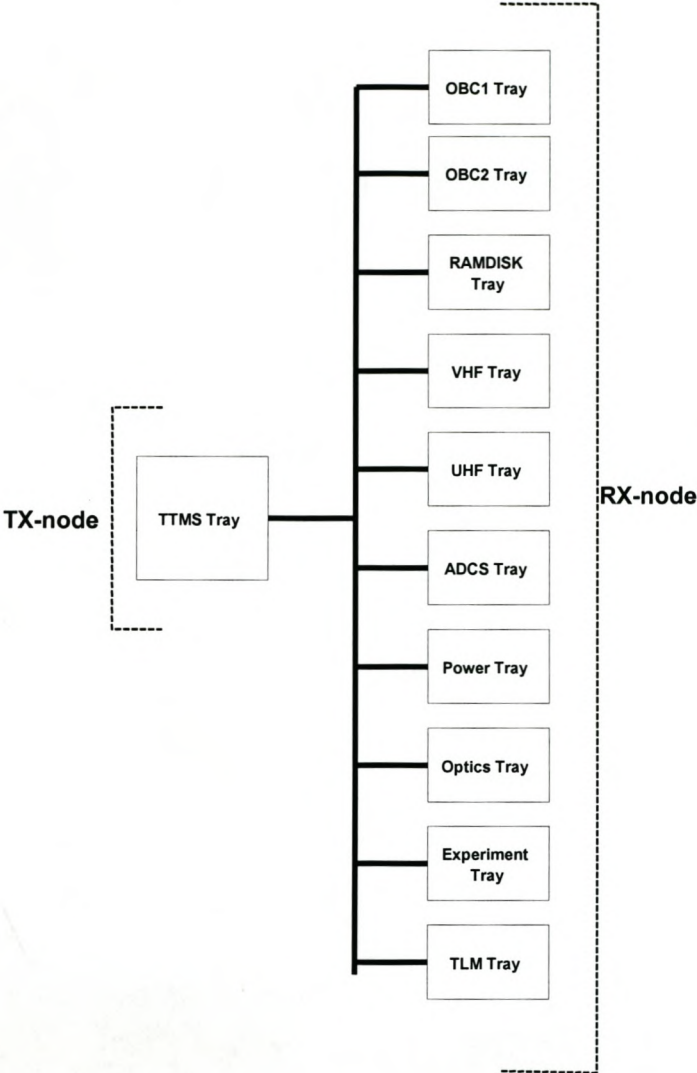 OBC1 Tray
OBC2 Tray
RAMDISK
Tray
VHF Tray
UHF Tray
ADCS Tray
Power Tray
Optics Tray
Experiment
Tray
TLM Tray
TX-node
TTMS Tray
RX-node